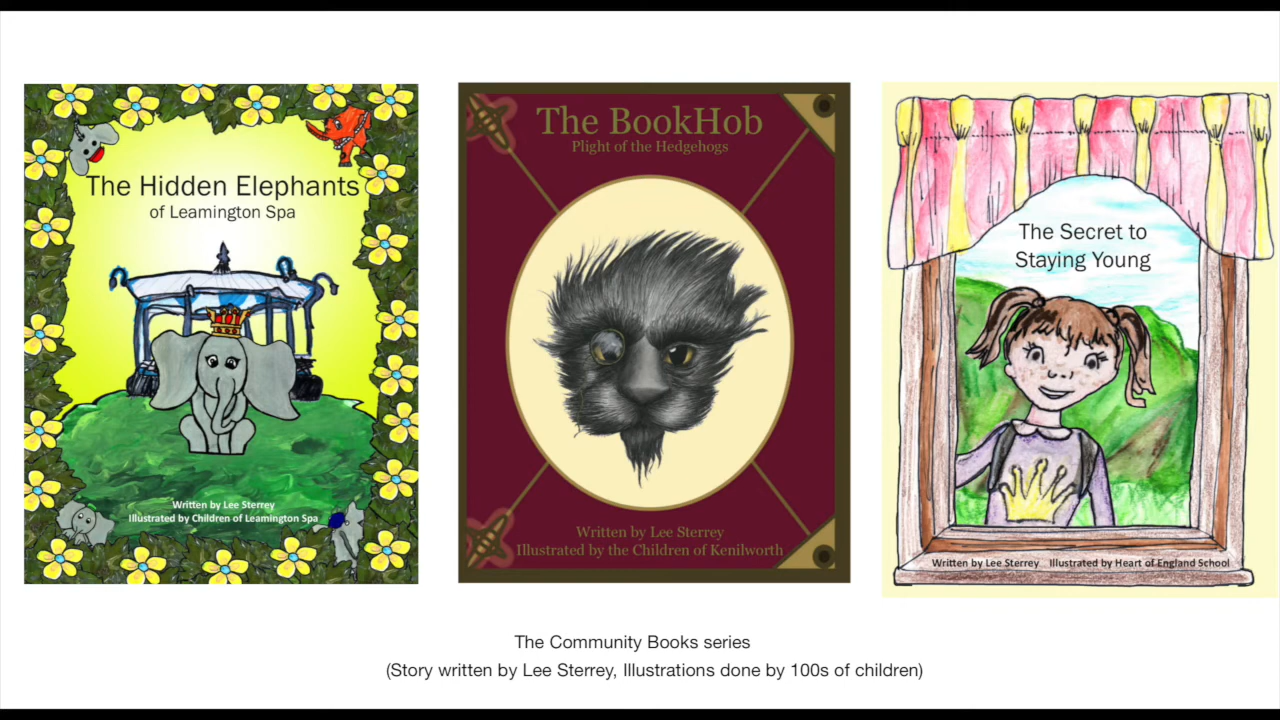 The Hidden Elephants
of Leamington Spa
Written by Lee Sterrey
Illustrated by Children of Leamington Spa
The BookHob
Plight of the Hedgehogs
Written by Lee Sterrey
Illustrated by the Children of Kenilworth
The Secret to
Staying Young
Written by Lee Sterrey Illustrated by Heart of England School
The Community Books series
(Story written by Lee Sterrey, Illustrations done by 100s of children)